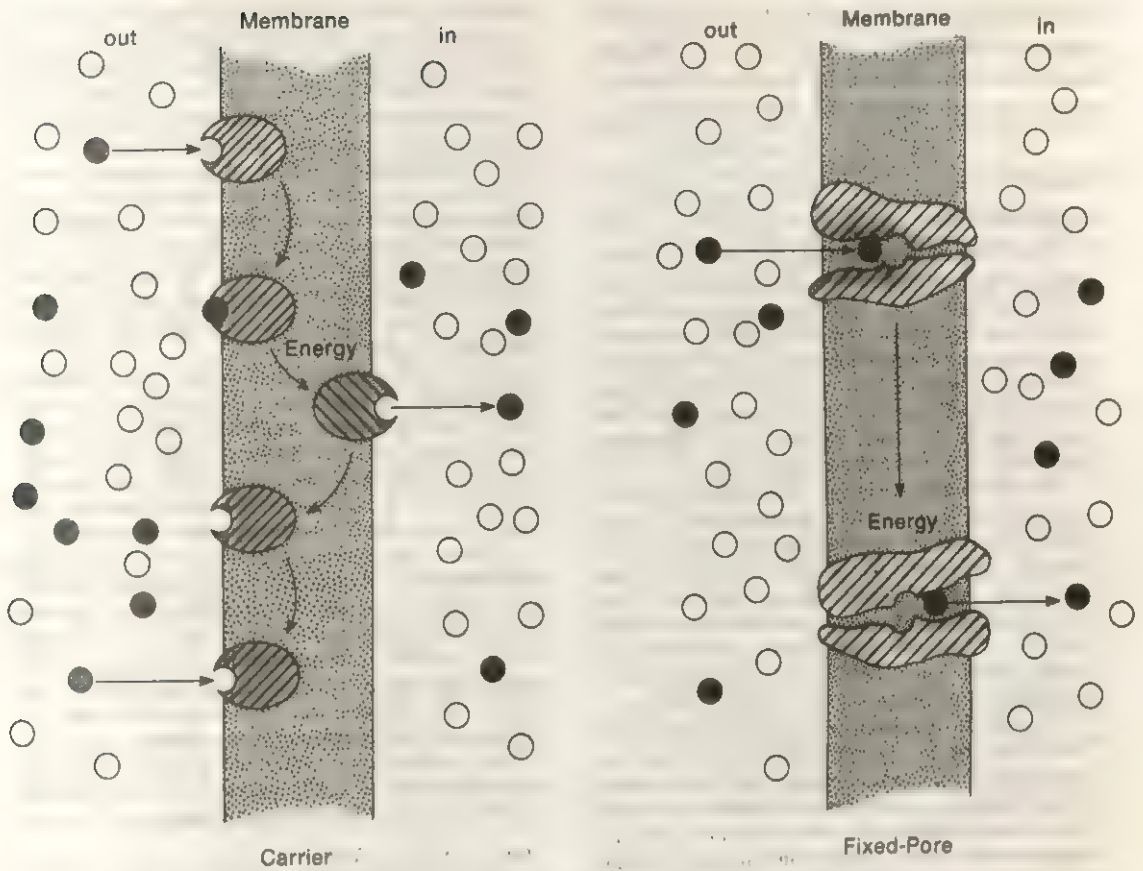 Membrane
out
in
Energy
Carrier
Membrane
out
in
Energy
Fixed-Pore